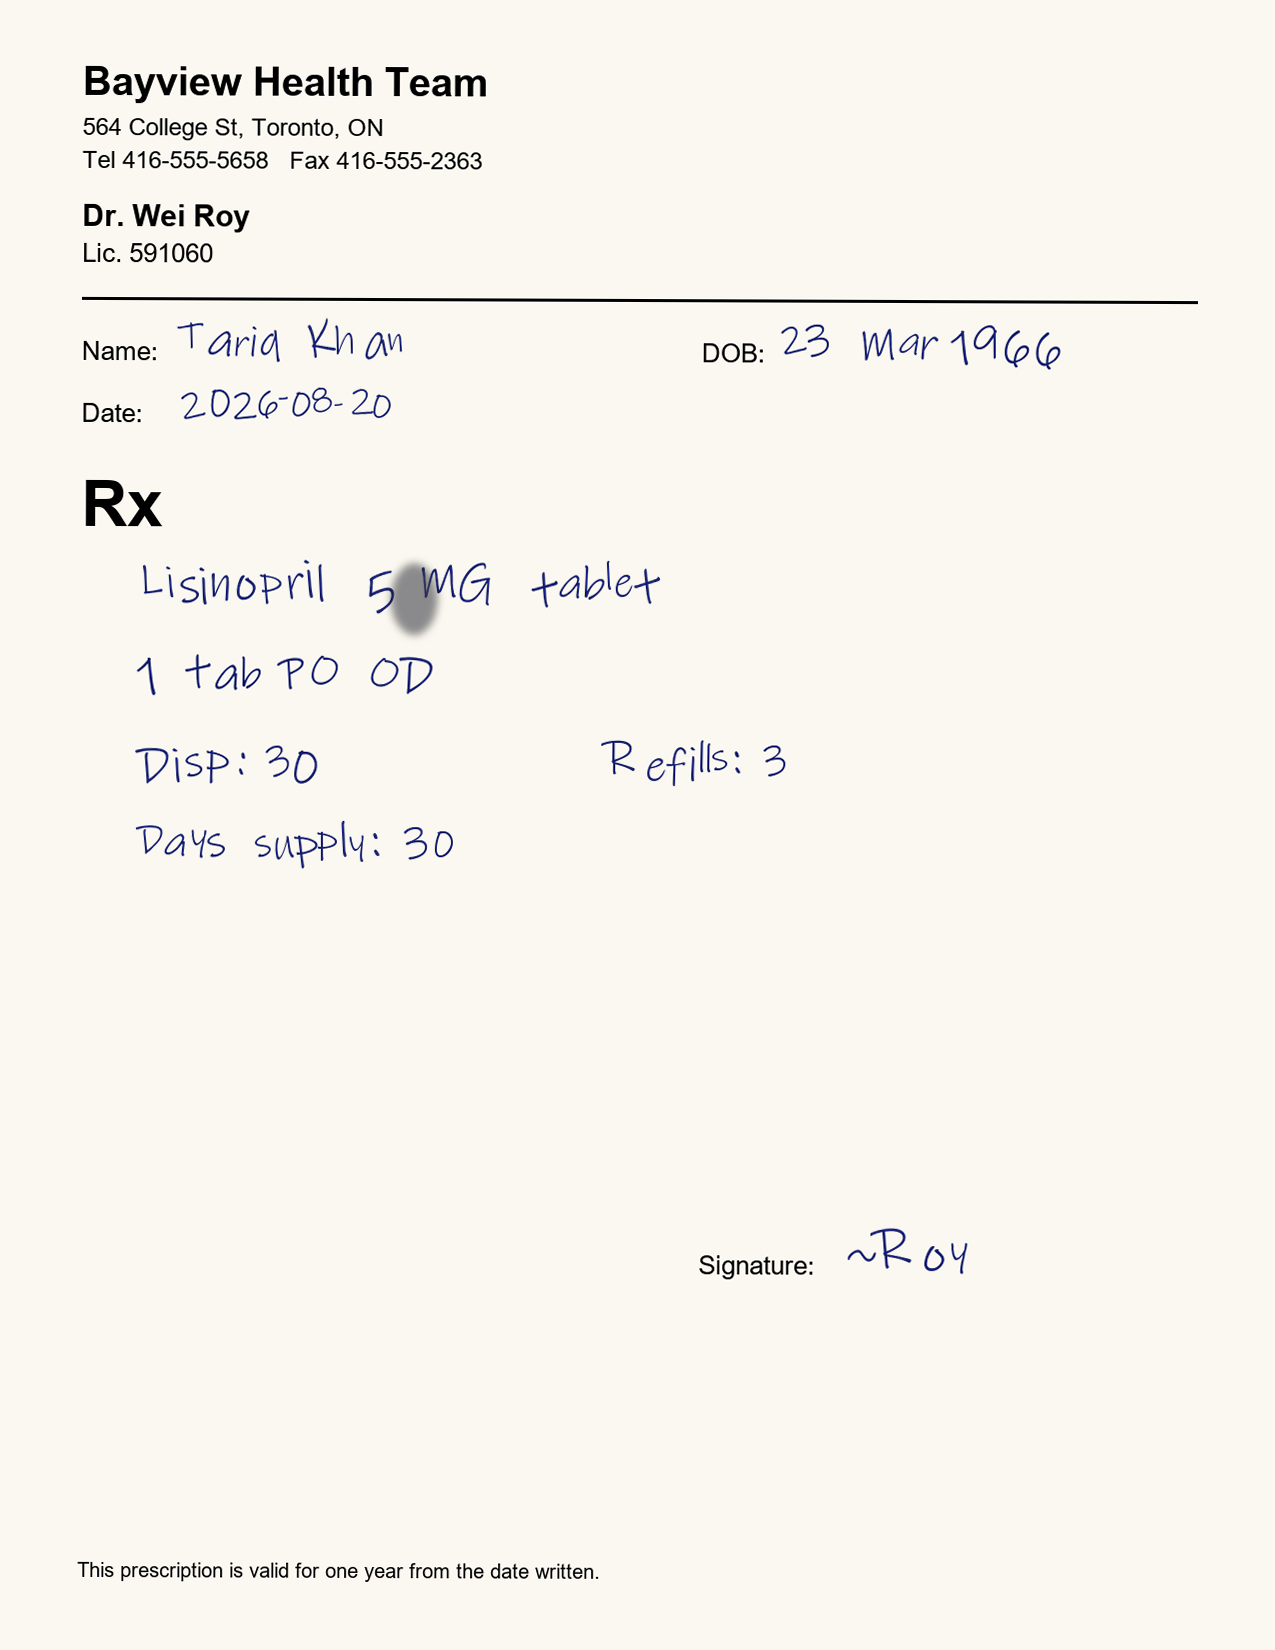 Bayview Health Team
564 College St, Toronto, ON
Tel 416-555-5658 Fax 416-555-2363
Dr. Wei Roy
Lic. 591060
Name: Tariq Khan DOB: 23 Mar 1966
Date: 2026-08-20
Rx
Lisinopril MG tablet
1 tab PO OD
Disp: 30 Refills: 3
Days supply: 30
Signature: ~Roy
This prescription is valid for one year from the date written.